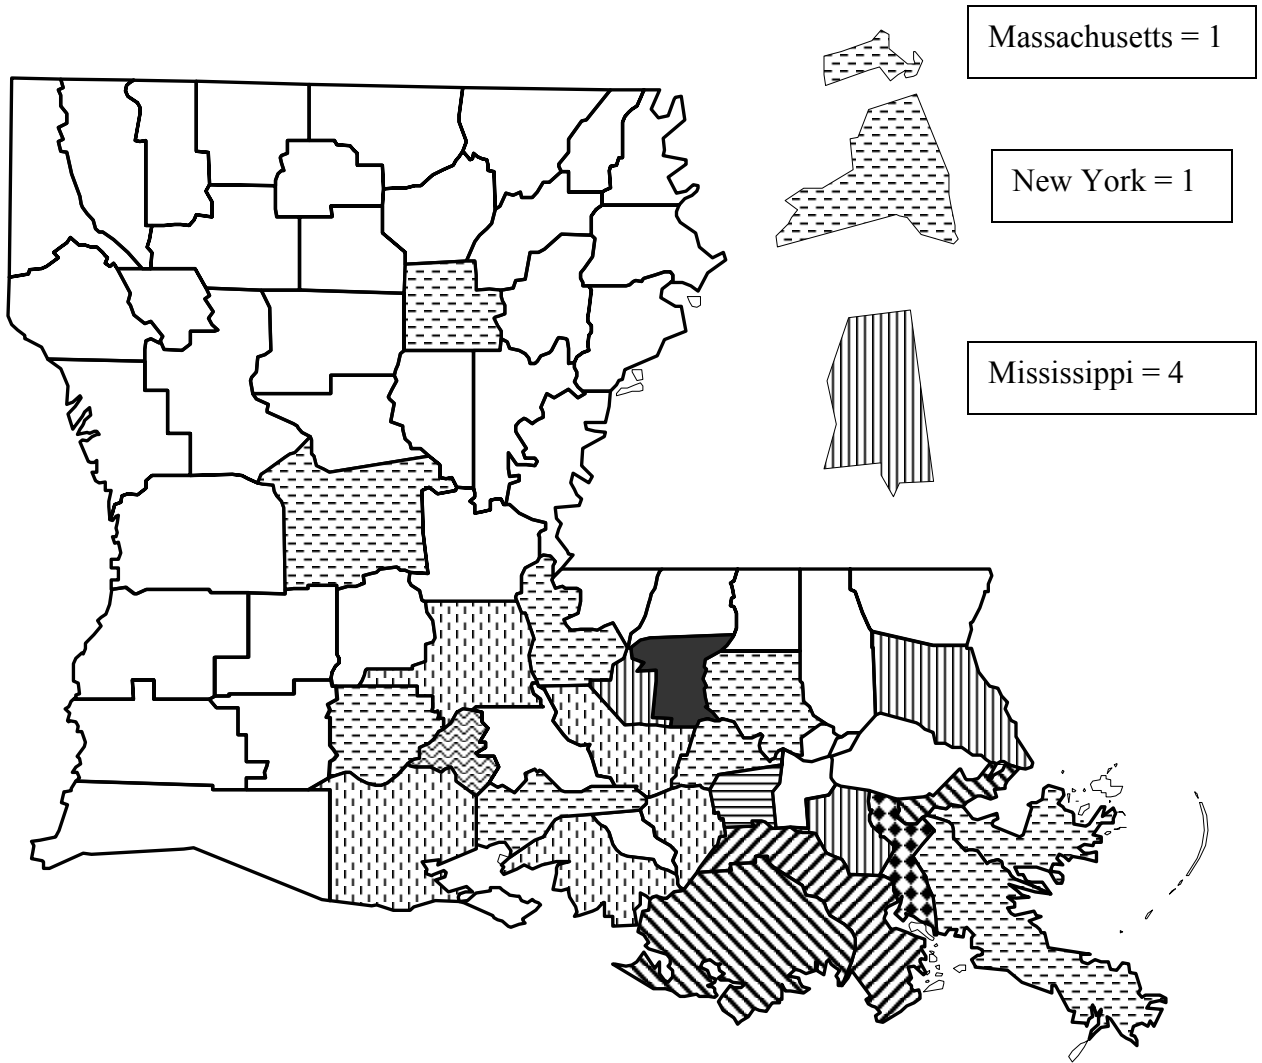 Massachusetts = 1
New York = 1
Mississippi = 4